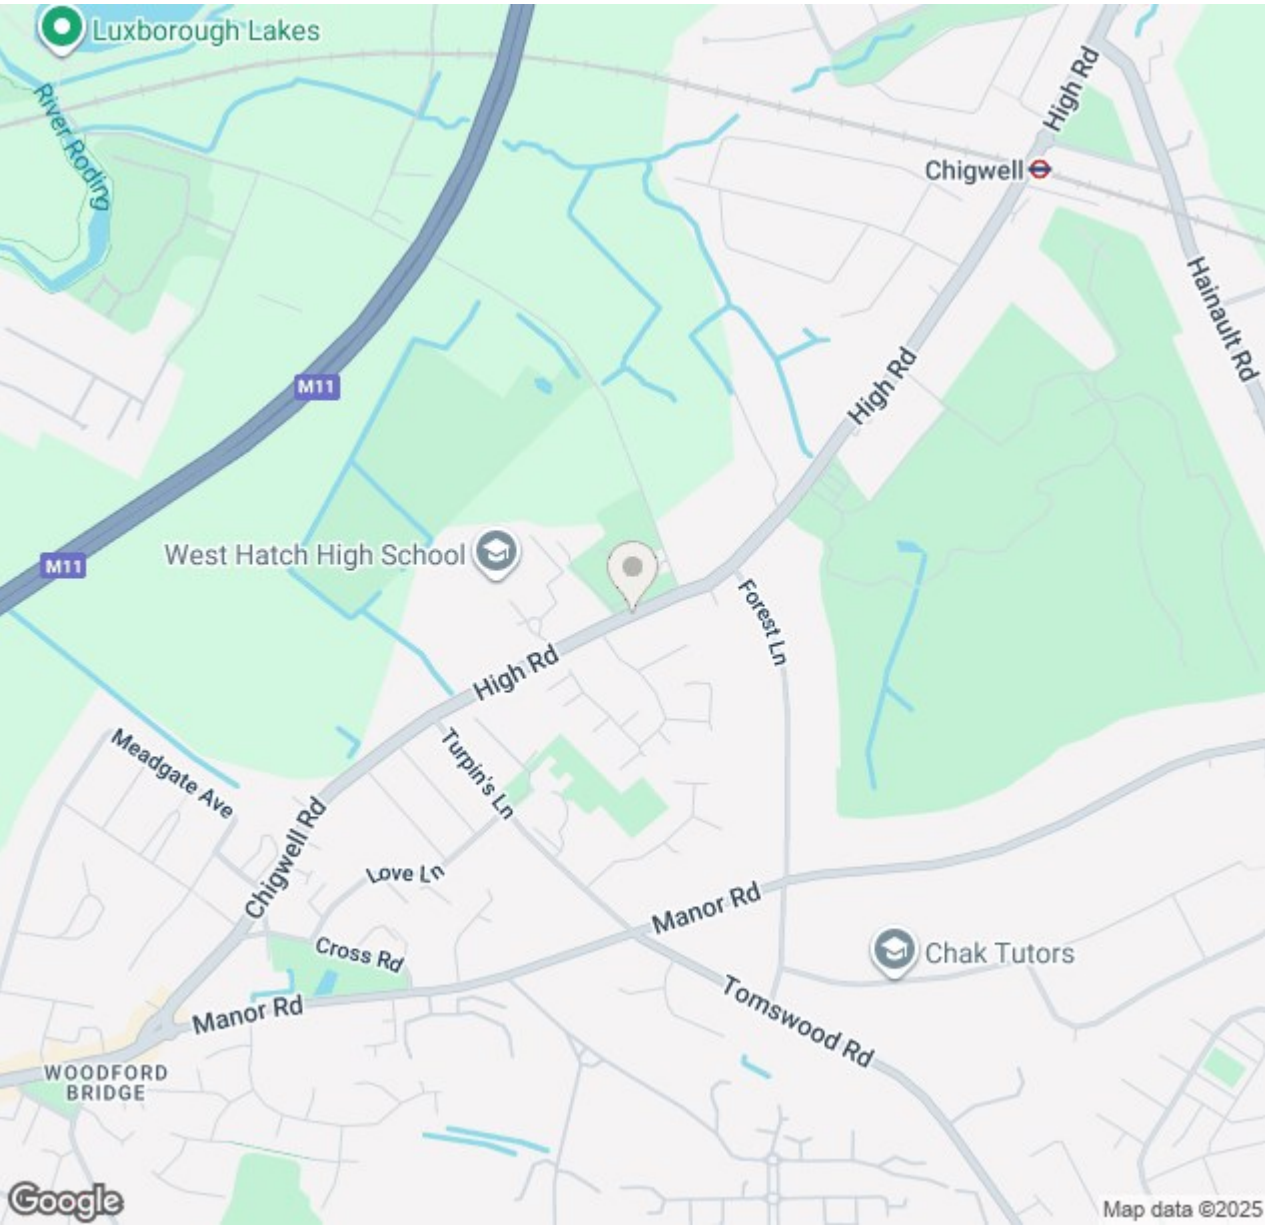 Luxborough Lakes
River Roding
High Rd
Chigwell
Hainault Rd
High Rd
M11
M11
West Hatch High School
Forest Ln
High Rd
Turpin's Ln
Meadgate Ave
Chigwell Rd
Love Ln
Manor Rd
Cross Rd
Chak Tutors
Manor Rd
Tomswood Rd
WOODFORD
BRIDGE
Google
Map data ©2025